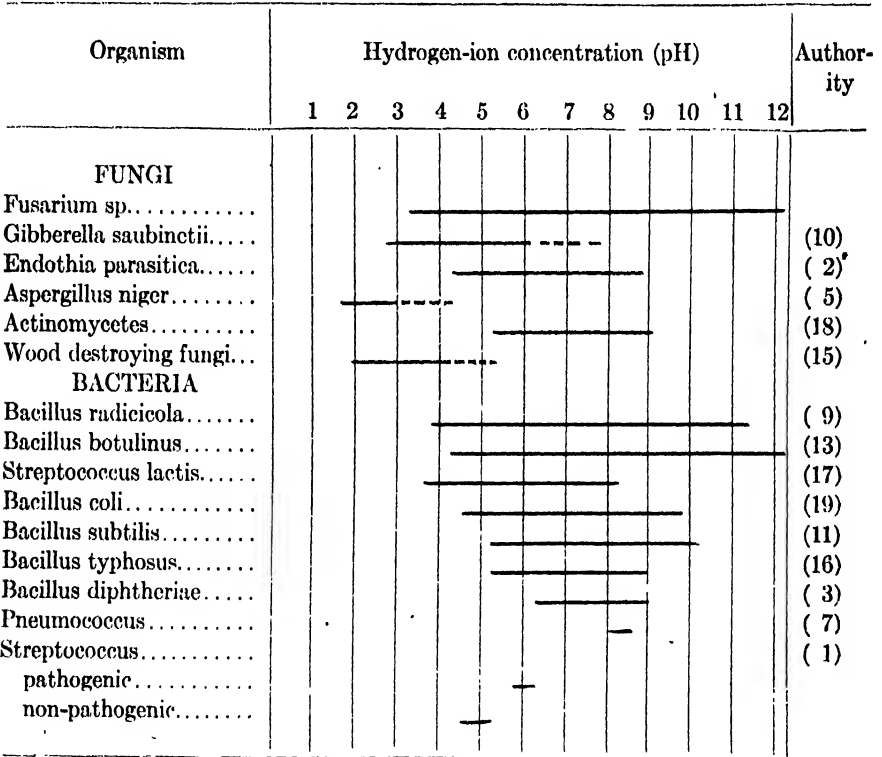 Organism Hydrogen-ion concentration (pH) Author-
ity
1 2 3 4 5 6 7 8 9 10 11 12
FUNGI
Fusarium sp............
Gibberella saubinctii..... (10)
Endothia parasitica...... ( 2)
Aspergillus niger........ ( 5)
Actinomycetes.......... (18)
Wood destroying fungi... (15)
BACTERIA
Bacillus radicicola....... ( 9)
Bacillus botulinus....... (13)
Streptococcus lactis..... (17)
Bacillus coli............ (19)
Bacillus subtilis......... (11)
Bacillus typhosus........ (16)
Bacillus diphtheriae..... ( 3)
Pneumococcus.......... ( 7)
Streptococcus........... ( 1)
pathogenic............
non-pathogenic........